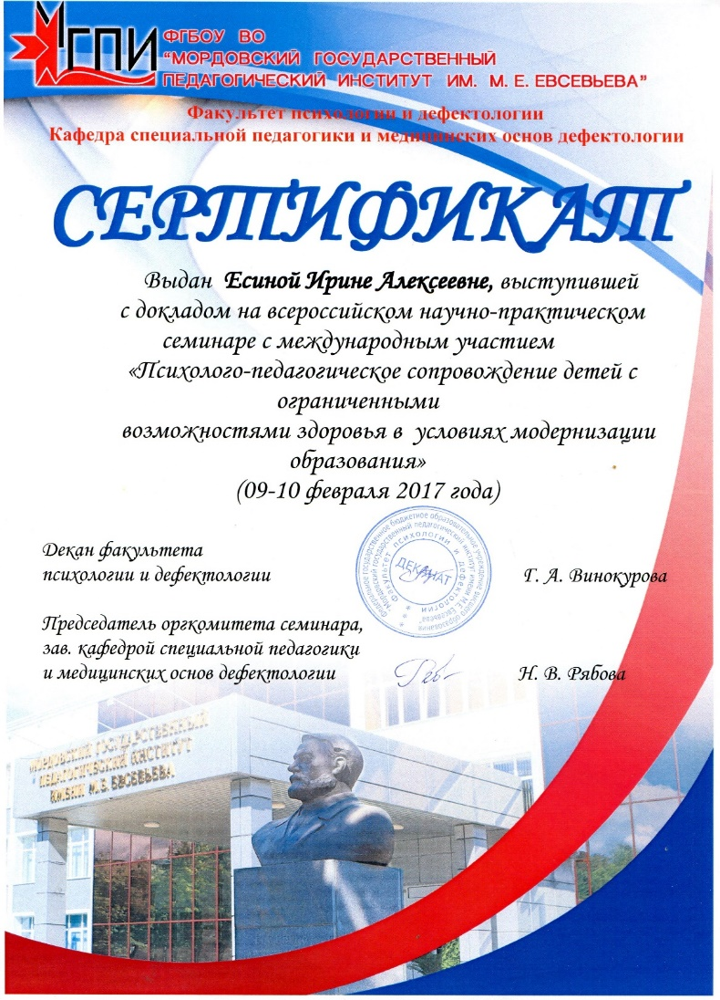 МГПИ
ФГБОУ ВО
"МОРДОВСКИЙ ГОСУДАРСТВЕННЫЙ
ПЕДАГОГИЧЕСКИЙ ИНСТИТУТ ИМ. М. Е. ЕВСЕВЬЕВА"
Факультет психологии и дефектологии
Кафедра специальной педагогики и медицинских основ дефектологии
СЕРТИФИКАТ
Выдан Есиной Ирине Алексеевне, выступившей
с докладом на всероссийском научно-практическом
семинаре с международным участием
«Психолого-педагогическое сопровождение детей с
ограниченными
возможностями здоровья в условиях модернизации
образования»
(09-10 февраля 2017 года)
Декан факультета
психологии и дефектологии
Г. А. Винокурова
ДЕКАНАТ
Факультет психологии и дефектологии
Председатель оргкомитета семинара,
зав. кафедрой специальной педагогики
и медицинских основ дефектологии
Н. В. Рябова
МОРДОВСКИЙ ГОСУДАРСТВЕННЫЙ
ПЕДАГОГИЧЕСКИЙ ИНСТИТУТ
ИМЕНИ М.Е. ЕВСЕВЬЕВА